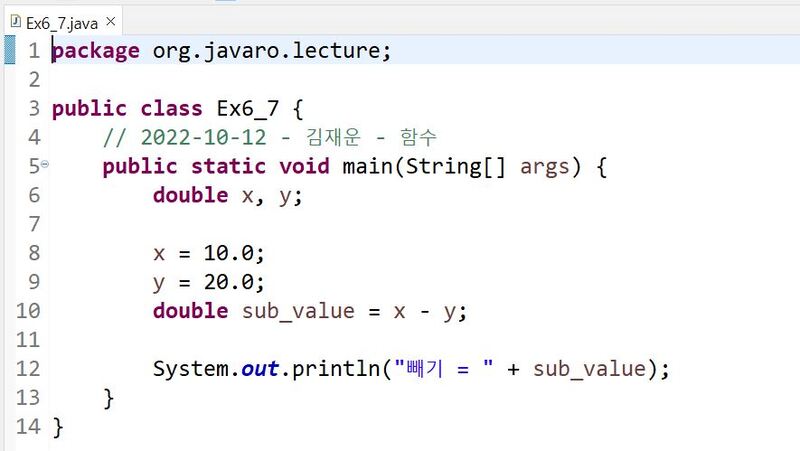 Ex6_7.java
1 package org.javaro.lecture;
2
3 public class Ex6_7 {
4     // 2022-10-12 - 김재운 - 함수
5     public static void main(String[] args) {
6         double x, y;
7
8         x = 10.0;
9         y = 20.0;
10         double sub_value = x - y;
11
12         System.out.println("빼기 = " + sub_value);
13     }
14 }